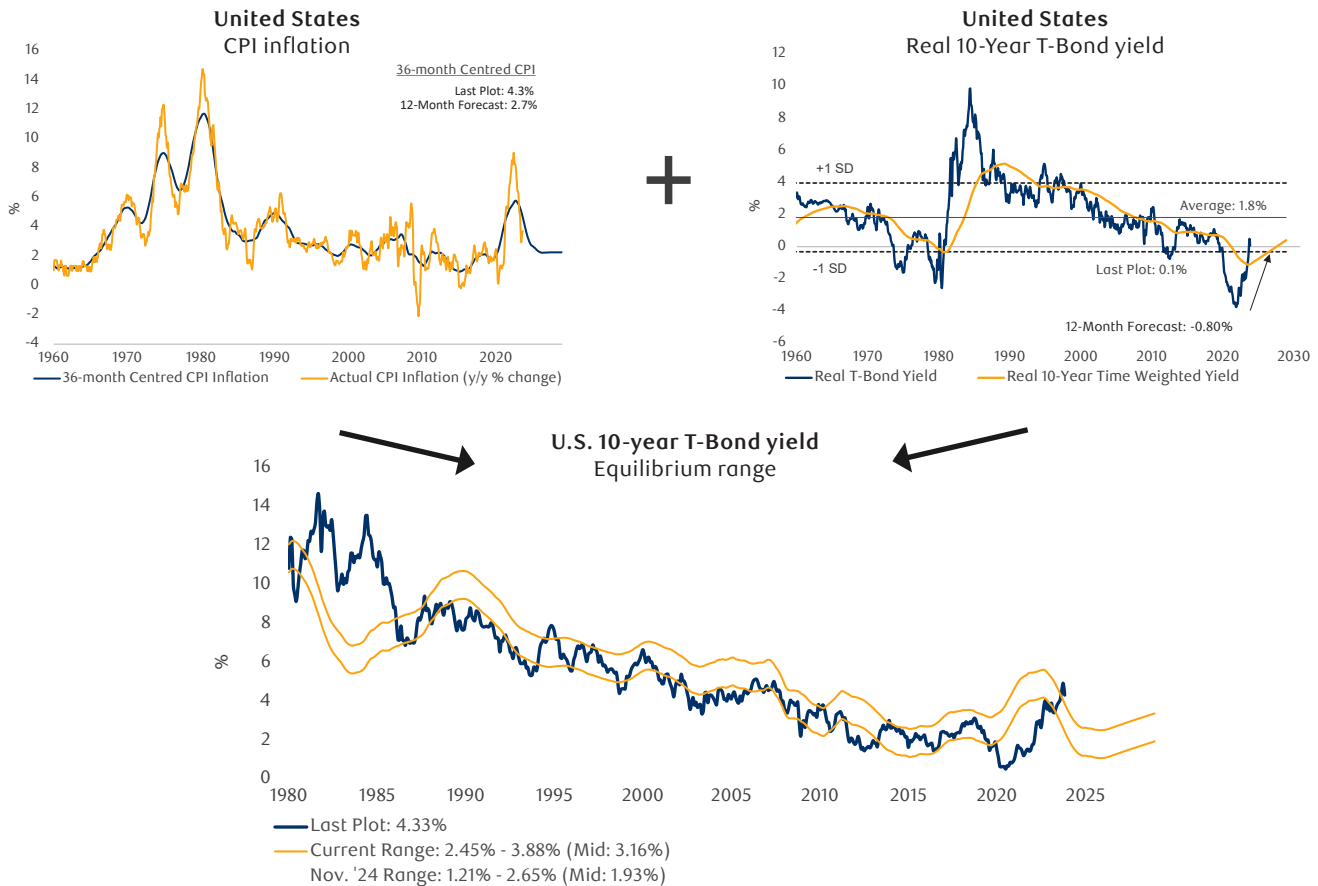 United States
CPI inflation
16
14
12
10
8
6
4
2
0
-2
-4
%
36-month Centred CPI
Last Plot: 4.3%
12-Month Forecast: 2.7%
1960
1970
1980
1990
2000
2010
2020
36-month Centred CPI Inflation
Actual CPI Inflation (y/y % change)
+
United States
Real 10-Year T-Bond yield
12
10
8
6
4
2
0
-2
-4
-6
%
+1 SD
Average: 1.8%
-1 SD
Last Plot: 0.1%
12-Month Forecast: -0.80%
1960
1970
1980
1990
2000
2010
2020
2030
Real T-Bond Yield
Real 10-Year Time Weighted Yield
U.S. 10-year T-Bond yield
Equilibrium range
16
14
12
10
8
6
4
2
0
%
1980
1985
1990
1995
2000
2005
2010
2015
2020
2025
Last Plot: 4.33%
Current Range: 2.45% - 3.88% (Mid: 3.16%)
Nov. '24 Range: 1.21% - 2.65% (Mid: 1.93%)